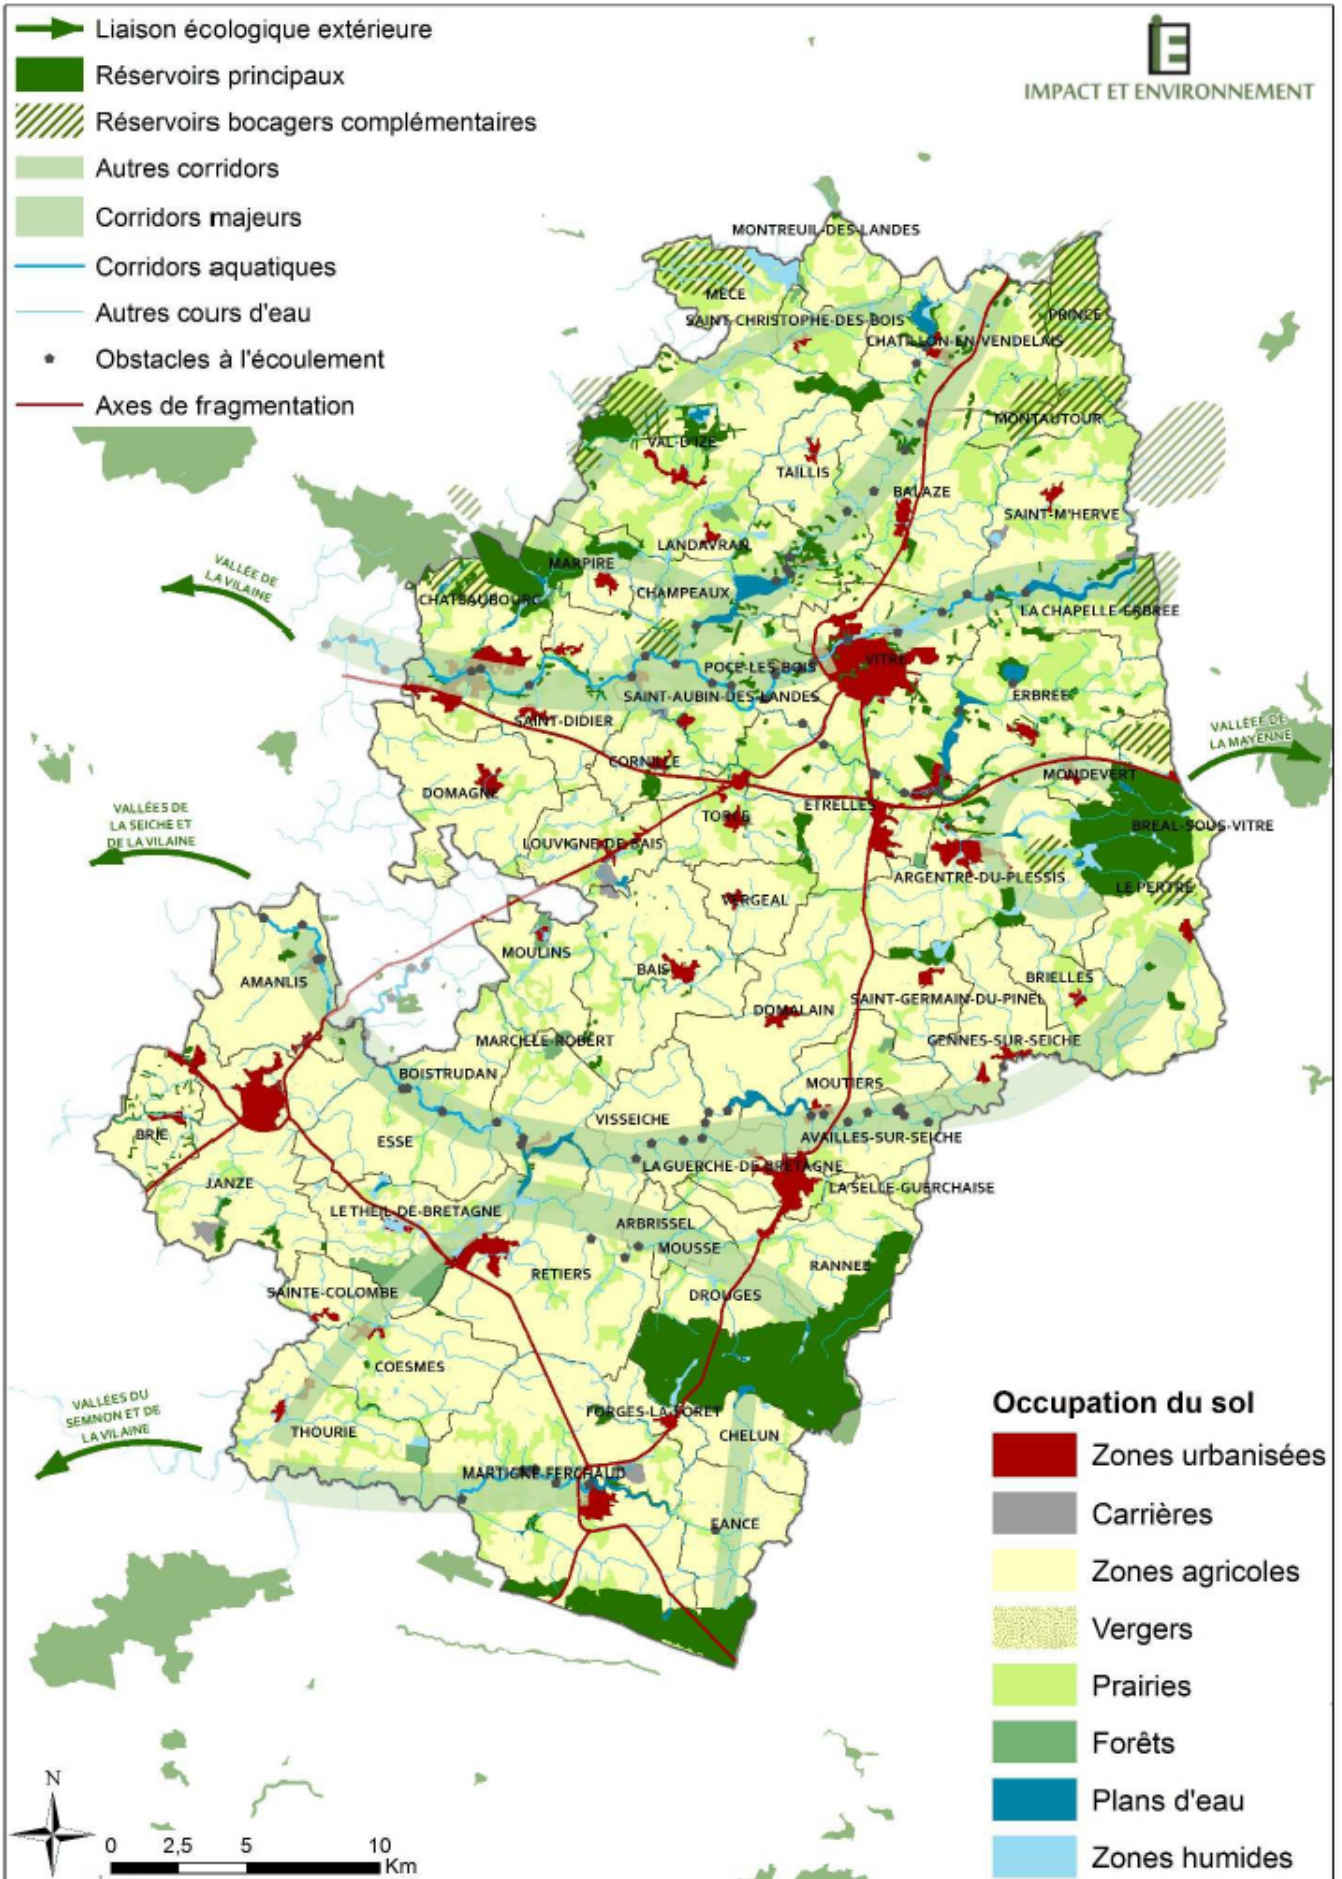 Liaison écologique extérieure
Réservoirs principaux
Réservoirs bocagers complémentaires
Autres corridors
Corridors majeurs
Corridors aquatiques
Autres cours d'eau
Obstacles à l'écoulement
Axes de fragmentation
IE
IMPACT ET ENVIRONNEMENT
MONTREUIL-DES-LANDES
MECE
PRINCE
SAINT-CHRISTOPHE-DES-BOIS
CHATILLON-EN-VENDELAIS
MONTAUTOUR
VAL-D'IZE
TAILLIS
BALAZE
SAINT-M'HERVE
LANDAVRAN
MARPIRE
CHAMPEAUX
CHATEAUBOURG
LA CHAPELLE-ERBREE
VALLÉE DE
LA VILAINE
POCE-LES-BOIS
VITRE
SAINT-AUBIN-DES-LANDES
ERBREE
SAINT-DIDIER
VALLÉE DE
LA MAYENNE
CORNILLE
MONDEVERT
DOMAGNE
ETRELLES
TORCE
VALLÉES DE
LA SEICHE ET
DE LA VILAINE
BREAL-SOUS-VITRE
LOUVIGNE-DE-BAIS
ARGENTRE-DU-PLESSIS
LE PERTRE
VERGEAL
MOULINS
BAIS
AMANLIS
BRIELLES
SAINT-GERMAIN-DU-PINEL
DOMALAIN
MARCILLE-ROBERT
GENNES-SUR-SEICHE
BOISTRUDAN
MOUTIERS
VISSEICHE
BRIE
ESSE
AVAILLES-SUR-SEICHE
LA GUERCHE-DE-BRETAGNE
JANZE
LA SELLE-GUERCHAISE
LE THEIL-DE-BRETAGNE
ARBRISSEL
MOUSSE
RETIERS
RANNEE
SAINTE-COLOMBE
DROUGES
COESMES
VALLÉES DU
SEMNON ET DE
LA VILAINE
FORGES-LA-FORET
THOURIE
CHELUN
MARTIGNE-FERCHAUD
EANCE
Occupation du sol
Zones urbanisées
Carrières
Zones agricoles
Vergers
Prairies
Forêts
Plans d'eau
Zones humides
N
0 2,5 5 10
Km